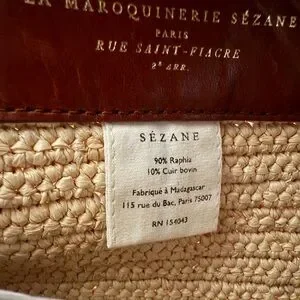 LA MAROQUINERIE SÉZANE
PARIS
RUE SAINT-FIACRE
2ᵉ ARR.
SÉZANE
90% Raphia
10% Cuir bovin
Fabriqué à Madagascar
115 rue du Bac, Paris 75007
RN 154043